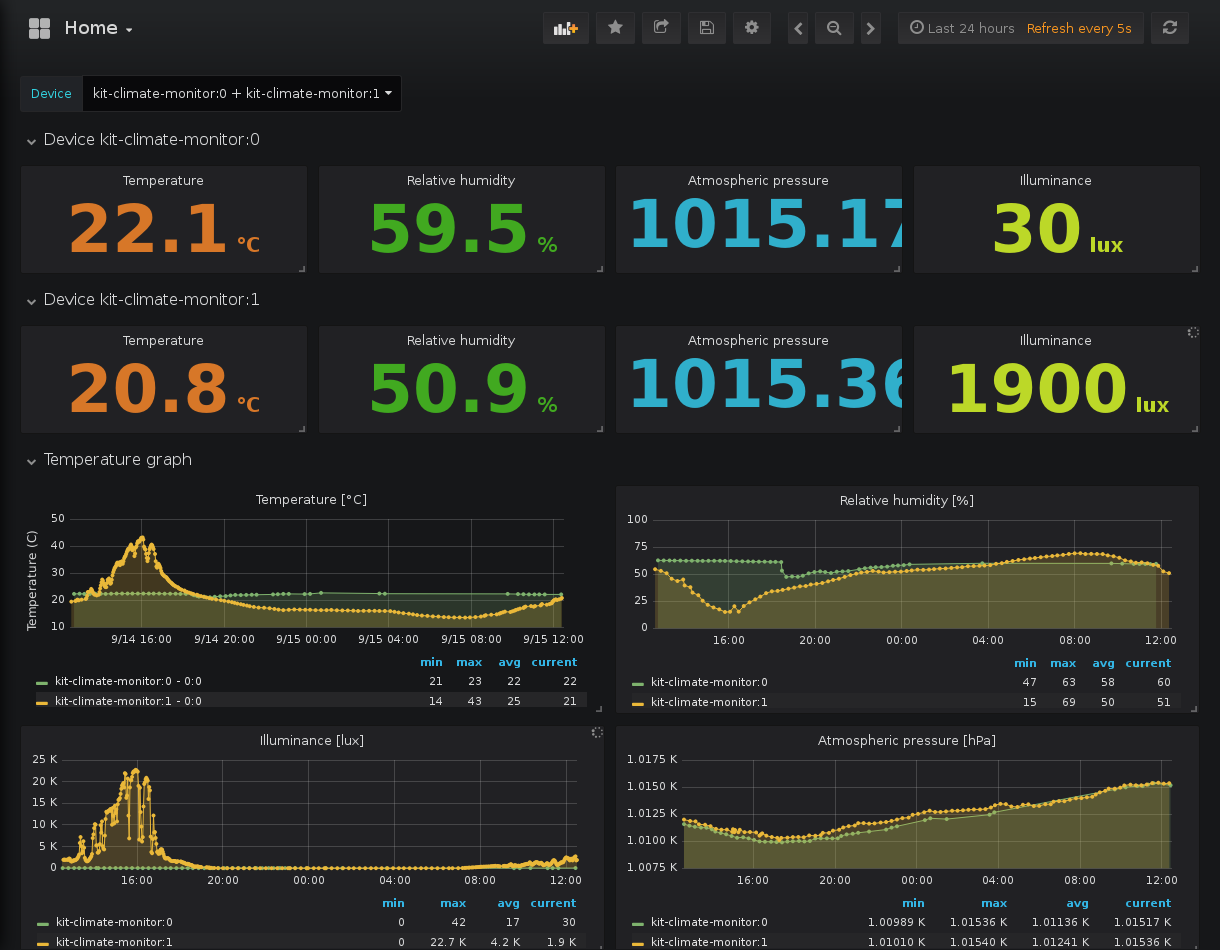 Home
Last 24 hours Refresh every 5s
Device kit-climate-monitor:0 + kit-climate-monitor:1
Device kit-climate-monitor:0
Temperature Relative humidity Atmospheric pressure Illuminance
22.1 °C 59.5 % 1015.17 30 lux
Device kit-climate-monitor:1
Temperature Relative humidity Atmospheric pressure Illuminance
20.8 °C 50.9 % 1015.36 1900 lux
Temperature graph
Temperature [°C]
Temperature (C)
50
40
30
20
10
9/14 16:00 9/14 20:00 9/15 00:00 9/15 04:00 9/15 08:00 9/15 12:00
min max avg current
kit-climate-monitor:0 - 0:0 21 23 22 22
kit-climate-monitor:1 - 0:0 14 43 25 21
Relative humidity [%]
100
75
50
25
0
16:00 20:00 00:00 04:00 08:00 12:00
min max avg current
kit-climate-monitor:0 47 63 58 60
kit-climate-monitor:1 15 69 50 51
Illuminance [lux]
25 K
20 K
15 K
10 K
5 K
0
16:00 20:00 00:00 04:00 08:00 12:00
min max avg current
kit-climate-monitor:0 0 42 17 30
kit-climate-monitor:1 0 22.7 K 4.2 K 1.9 K
Atmospheric pressure [hPa]
1.0175 K
1.0150 K
1.0125 K
1.0100 K
1.0075 K
16:00 20:00 00:00 04:00 08:00 12:00
min max avg current
kit-climate-monitor:0 1.00989 K 1.01536 K 1.01136 K 1.01517 K
kit-climate-monitor:1 1.01010 K 1.01540 K 1.01241 K 1.01536 K